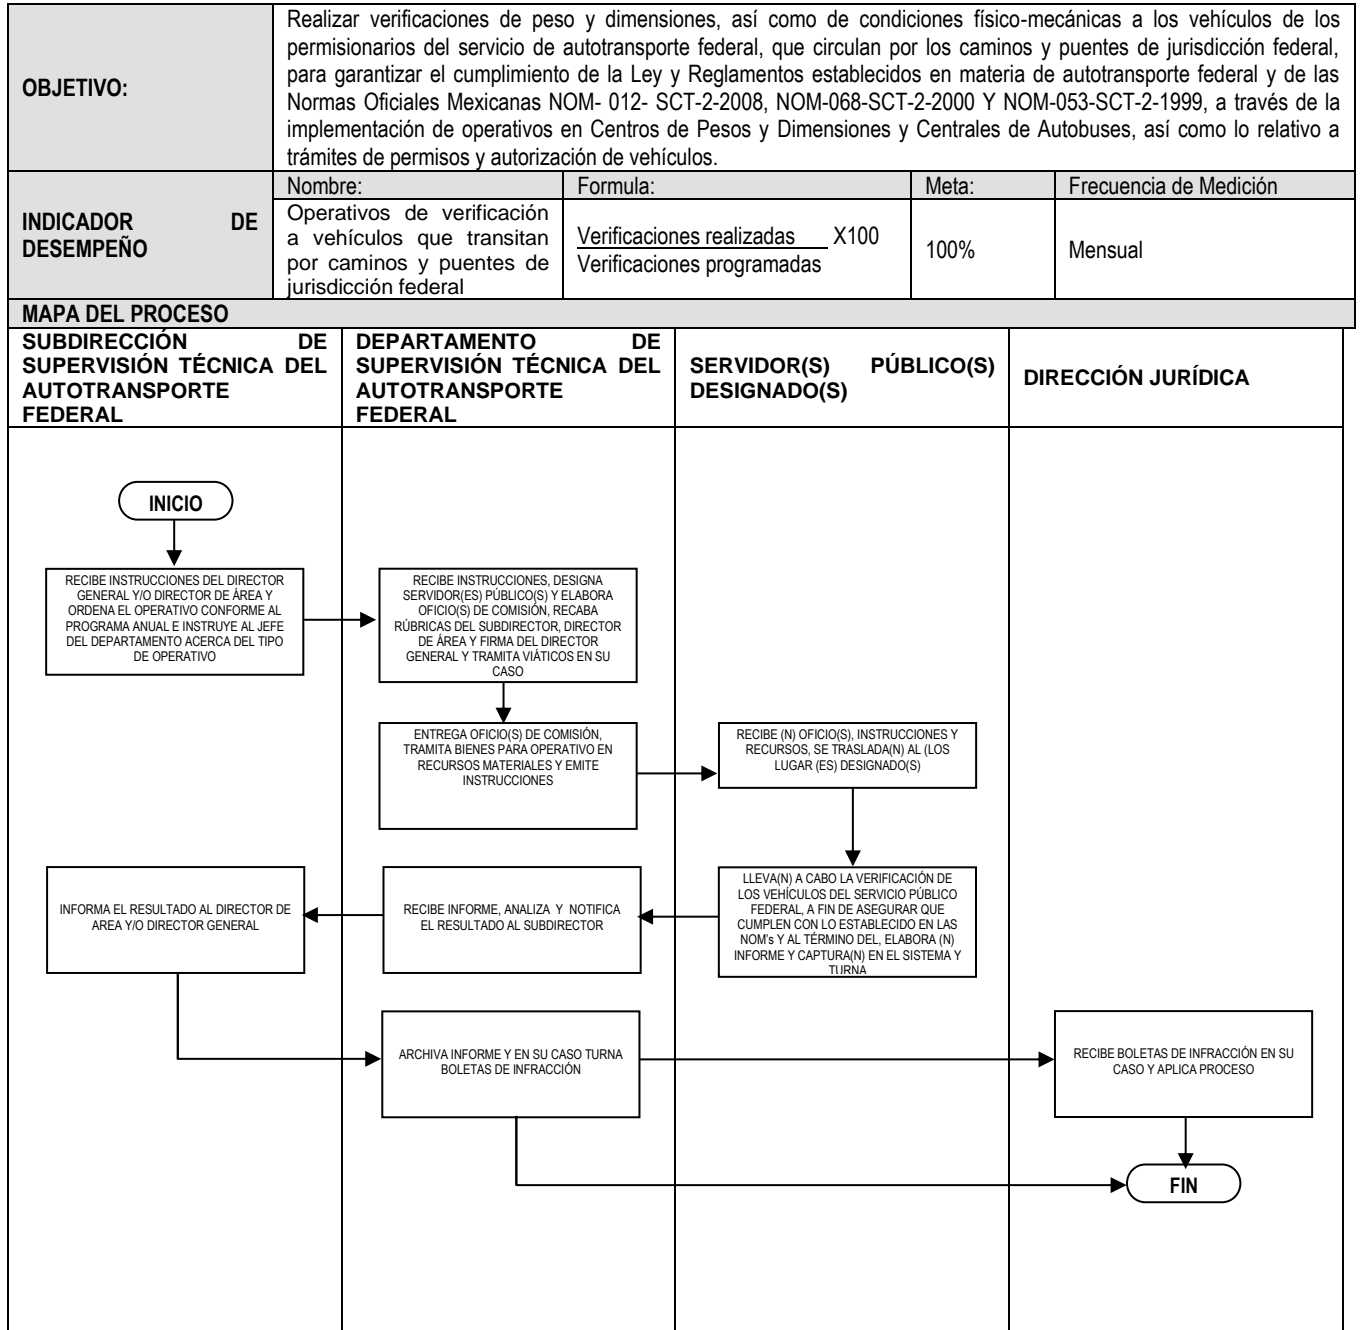 OBJETIVO:
Realizar verificaciones de peso y dimensiones, así como de condiciones físico-mecánicas a los vehículos de los
permisionarios del servicio de autotransporte federal, que circulan por los caminos y puentes de jurisdicción federal,
para garantizar el cumplimiento de la Ley y Reglamentos establecidos en materia de autotransporte federal y de las
Normas Oficiales Mexicanas NOM- 012- SCT-2-2008, NOM-068-SCT-2-2000 Y NOM-053-SCT-2-1999, a través de la
implementación de operativos en Centros de Pesos y Dimensiones y Centrales de Autobuses, así como lo relativo a
trámites de permisos y autorización de vehículos.
INDICADOR DE
DESEMPEÑO
Nombre:
Formula:
Meta:
Frecuencia de Medición
Operativos de verificación
a vehículos que transitan
por caminos y puentes de
jurisdicción federal
Verificaciones realizadas X100
Verificaciones programadas
100%
Mensual
MAPA DEL PROCESO
SUBDIRECCIÓN DE
SUPERVISIÓN TÉCNICA DEL
AUTOTRANSPORTE
FEDERAL
DEPARTAMENTO DE
SUPERVISIÓN TÉCNICA DEL
AUTOTRANSPORTE
FEDERAL
SERVIDOR(S) PÚBLICO(S)
DESIGNADO(S)
DIRECCIÓN JURÍDICA
INICIO
RECIBE INSTRUCCIONES DEL DIRECTOR
GENERAL Y/O DIRECTOR DE ÁREA Y
ORDENA EL OPERATIVO CONFORME AL
PROGRAMA ANUAL E INSTRUYE AL JEFE
DEL DEPARTAMENTO ACERCA DEL TIPO
DE OPERATIVO
RECIBE INSTRUCCIONES, DESIGNA
SERVIDOR(ES) PÚBLICO(S) Y ELABORA
OFICIO(S) DE COMISIÓN, RECABA
RÚBRICAS DEL SUBDIRECTOR, DIRECTOR
DE ÁREA Y FIRMA DEL DIRECTOR
GENERAL Y TRAMITA VIÁTICOS EN SU
CASO
ENTREGA OFICIO(S) DE COMISIÓN,
TRAMITA BIENES PARA OPERATIVO EN
RECURSOS MATERIALES Y EMITE
INSTRUCCIONES
RECIBE (N) OFICIO(S), INSTRUCCIONES Y
RECURSOS, SE TRASLADA(N) AL (LOS
LUGAR (ES) DESIGNADO(S)
LLEVA(N) A CABO LA VERIFICACIÓN DE
LOS VEHÍCULOS DEL SERVICIO PÚBLICO
FEDERAL, A FIN DE ASEGURAR QUE
CUMPLEN CON LO ESTABLECIDO EN LAS
NOM's Y AL TÉRMINO DEL, ELABORA (N)
INFORME Y CAPTURA(N) EN EL SISTEMA Y
TURNA
RECIBE INFORME, ANALIZA Y NOTIFICA
EL RESULTADO AL SUBDIRECTOR
INFORMA EL RESULTADO AL DIRECTOR DE
AREA Y/O DIRECTOR GENERAL
ARCHIVA INFORME Y EN SU CASO TURNA
BOLETAS DE INFRACCIÓN
RECIBE BOLETAS DE INFRACCIÓN EN SU
CASO Y APLICA PROCESO
FIN